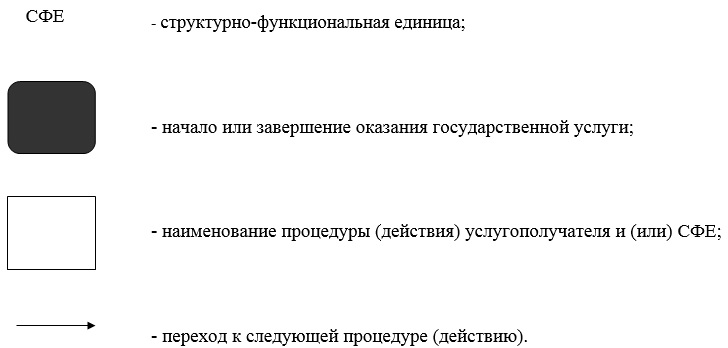 СФЕ - структурно-функциональная единица;
- начало или завершение оказания государственной услуги;
- наименование процедуры (действия) услугополучателя и (или) СФЕ;
- переход к следующей процедуре (действию).